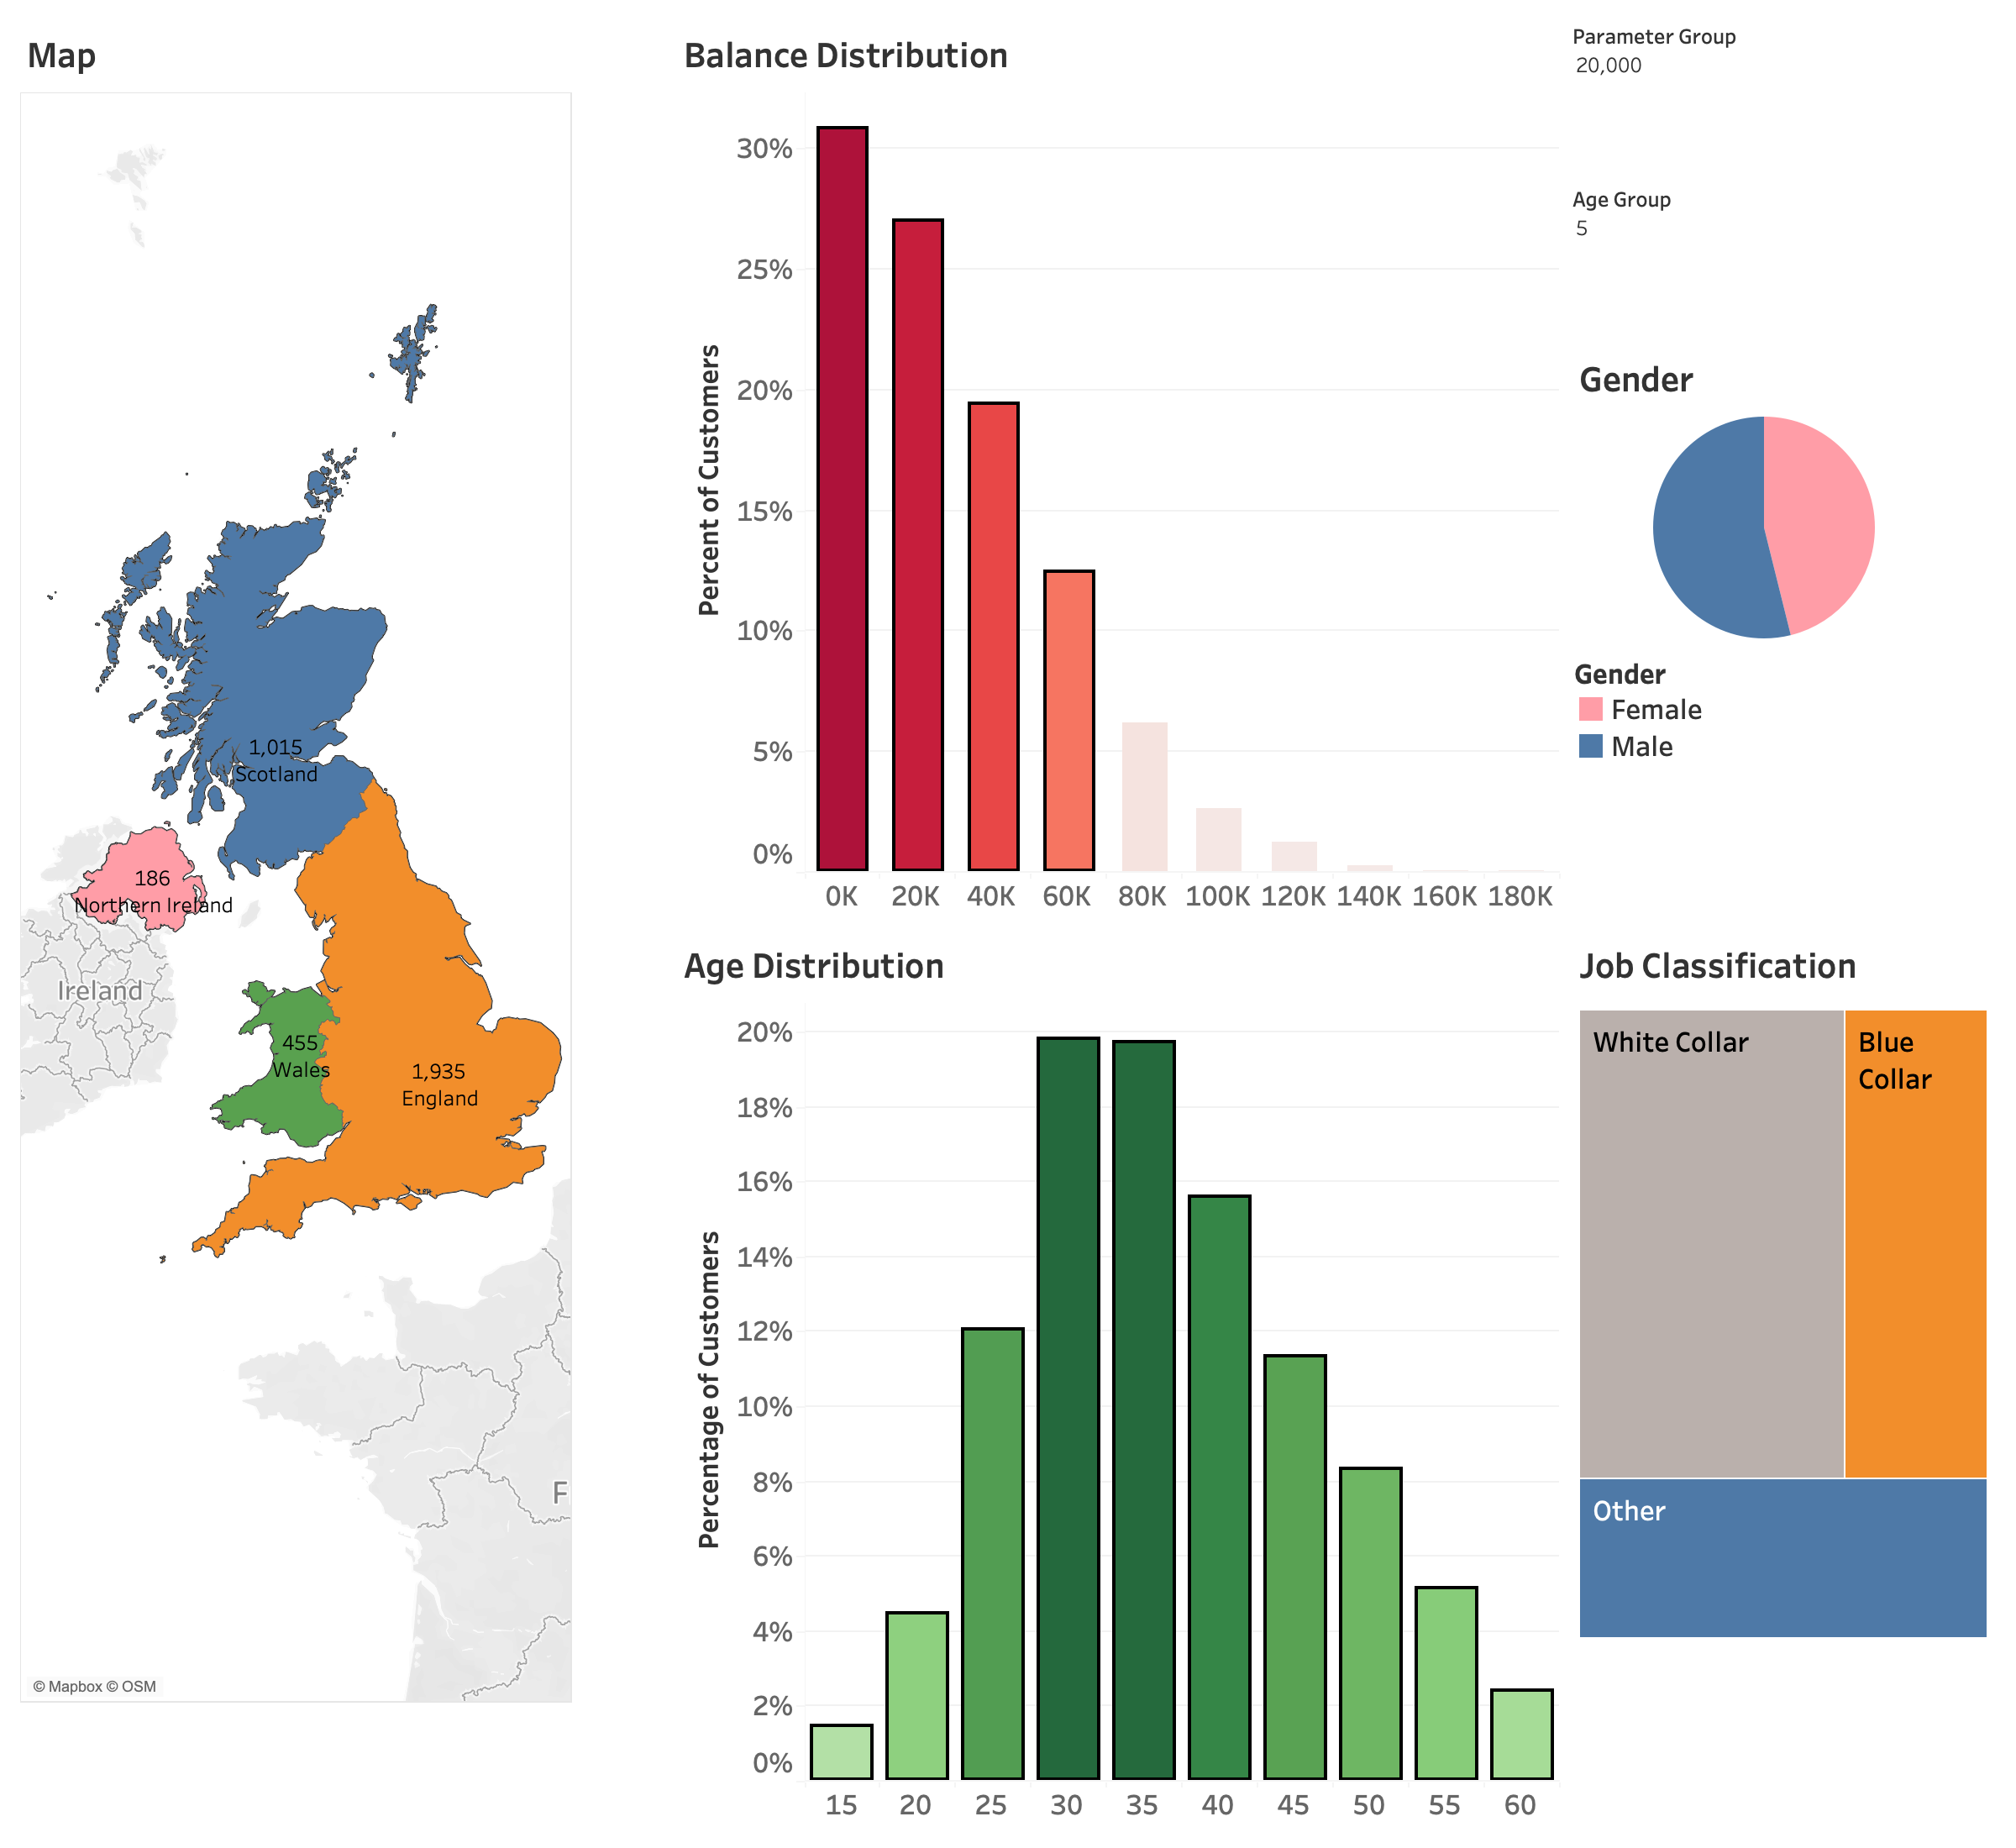 Map
1,015
Scotland
186
Northern Ireland
Ireland
455
Wales
1,935
England
F
© Mapbox © OSM
Balance Distribution
Percent of Customers
30%
25%
20%
15%
10%
5%
0%
0K 20K 40K 60K 80K 100K 120K 140K 160K 180K
Parameter Group
20,000
Age Group
5
Gender
Gender
Female
Male
Age Distribution
Percentage of Customers
20%
18%
16%
14%
12%
10%
8%
6%
4%
2%
0%
15 20 25 30 35 40 45 50 55 60
Job Classification
White Collar
Blue
Collar
Other